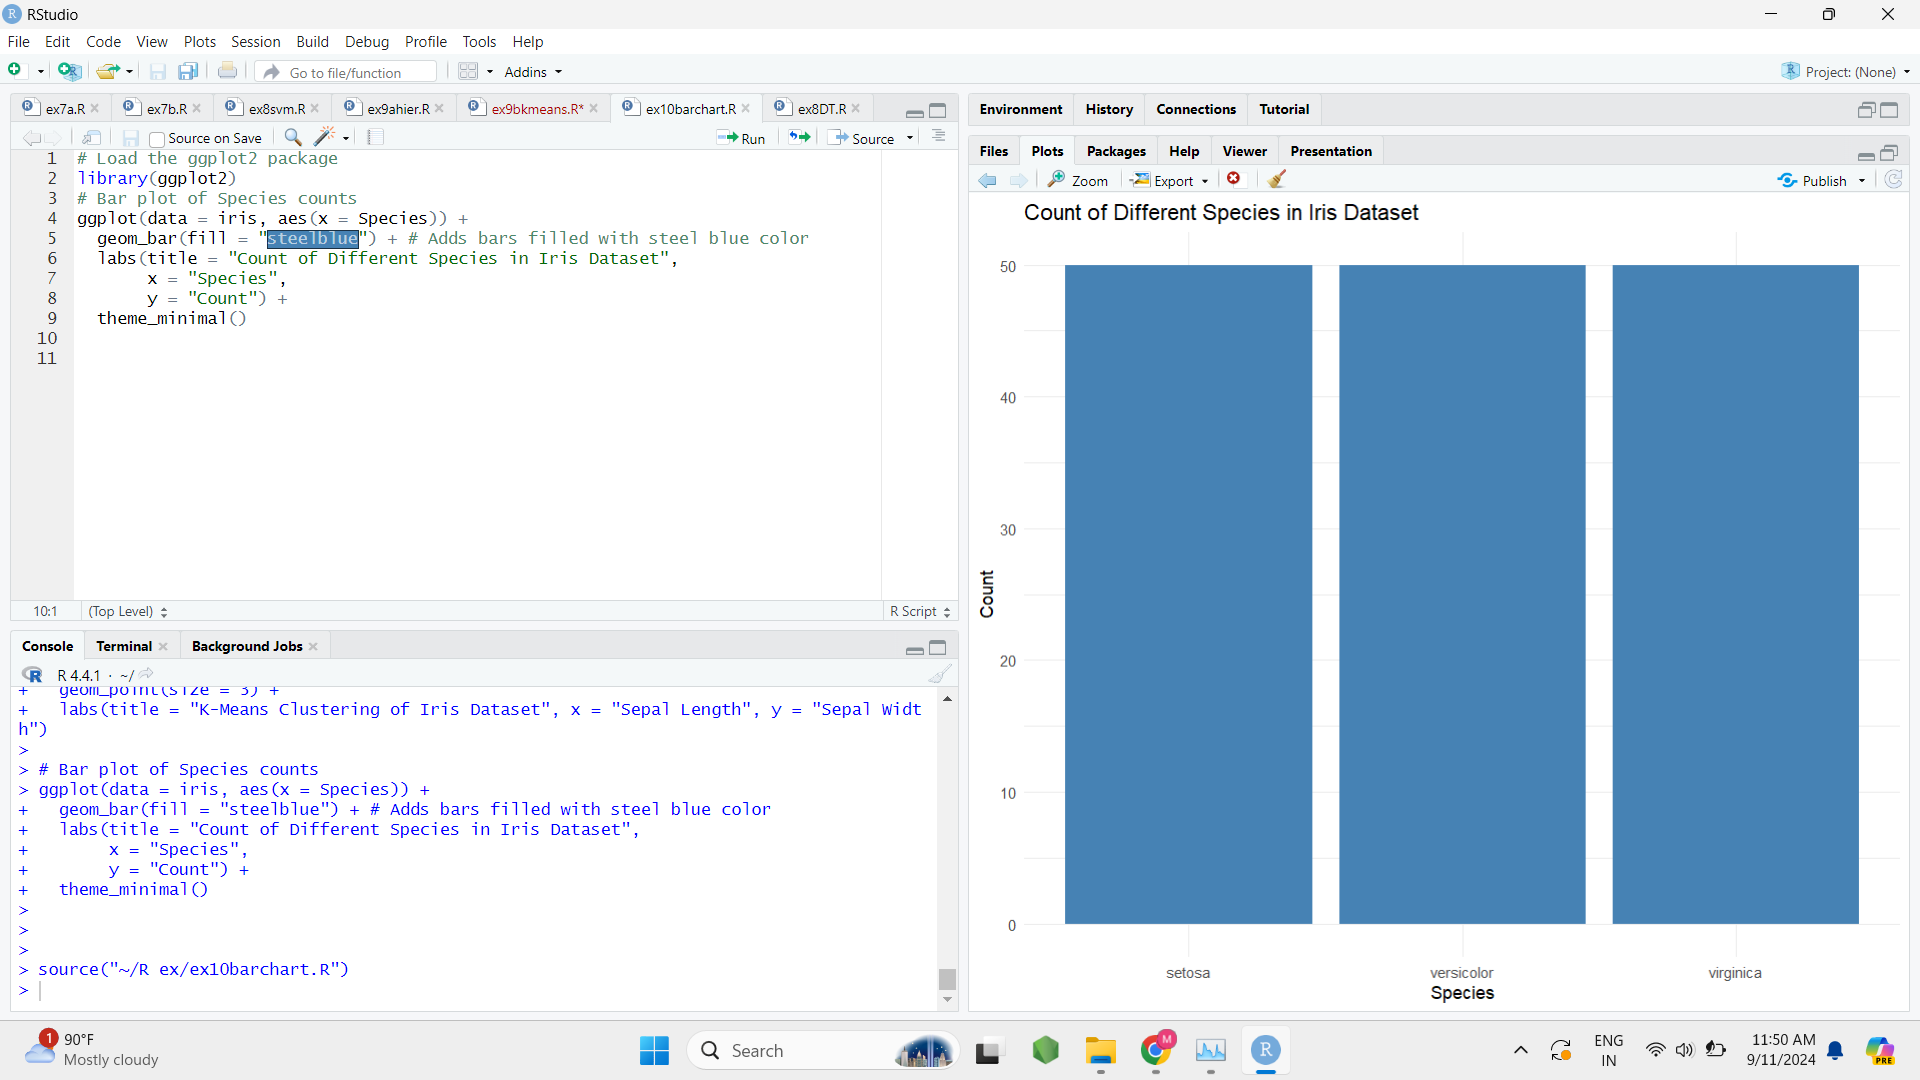 RStudio
File Edit Code View Plots Session Build Debug Profile Tools Help
Go to file/function Addins Project: (None)
ex7a.R ex7b.R ex8svm.R ex9ahier.R ex9bkmeans.R* ex10barchart.R ex8DT.R
Source on Save Run Source
1 # Load the ggplot2 package
2 library(ggplot2)
3 # Bar plot of Species counts
4 ggplot(data = iris, aes(x = Species)) +
5 geom_bar(fill = "steelblue") + # Adds bars filled with steel blue color
6 labs(title = "Count of Different Species in Iris Dataset",
7 x = "Species",
8 y = "Count") +
9 theme_minimal()
10
11
10:1 (Top Level) R Script
Console Terminal Background Jobs
R 4.4.1 · ~/
+ geom_point(size = 3) +
+ labs(title = "K-Means Clustering of Iris Dataset", x = "Sepal Length", y = "Sepal Widt
h")
>
> # Bar plot of Species counts
> ggplot(data = iris, aes(x = Species)) +
+ geom_bar(fill = "steelblue") + # Adds bars filled with steel blue color
+ labs(title = "Count of Different Species in Iris Dataset",
+ x = "Species",
+ y = "Count") +
+ theme_minimal()
>
>
>
> source("~/R ex/ex10barchart.R")
>
Environment History Connections Tutorial
Files Plots Packages Help Viewer Presentation
Zoom Export Publish
Count of Different Species in Iris Dataset
50
40
30
20
10
0
Count
setosa versicolor virginica
Species
1 90°F
Mostly cloudy
Search
M
R
ENG
IN
11:50 AM
9/11/2024
PRE